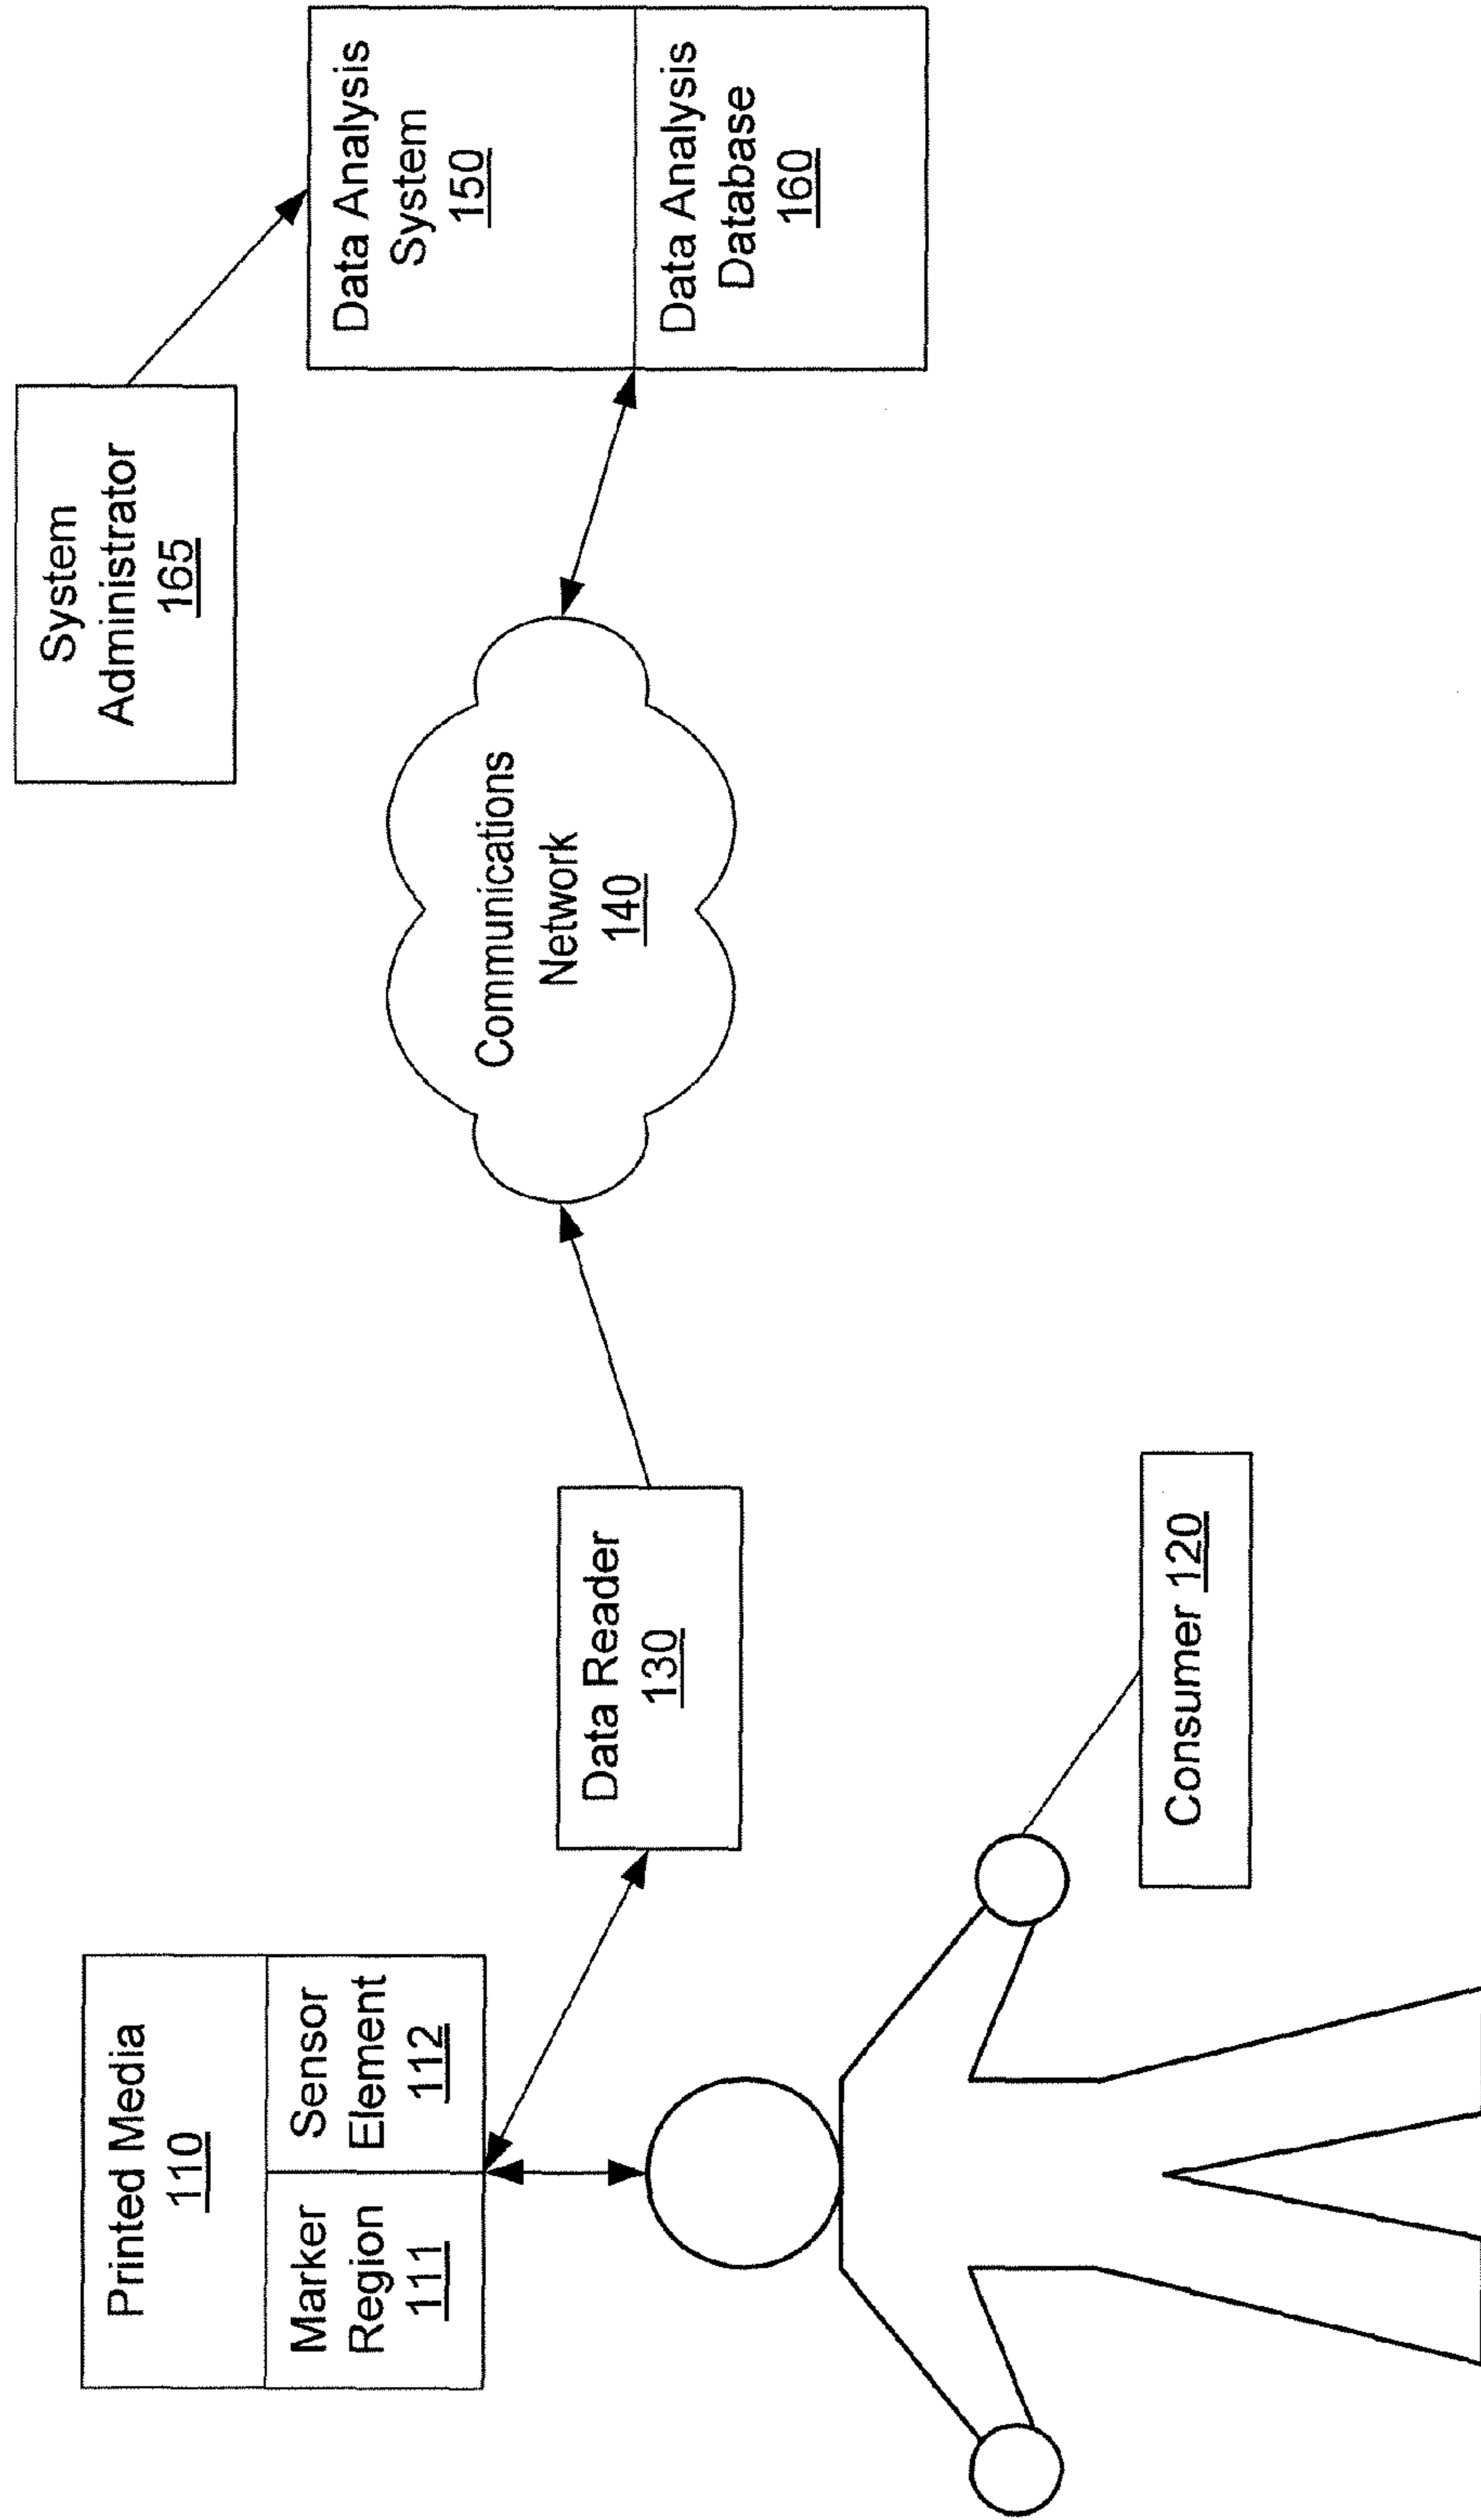 Printed Media
110
Marker
Region
111
Sensor
Element
112
Data Reader
130
Consumer 120
Communications
Network
140
System
Administrator
165
Data Analysis
System
150
Data Analysis
Database
160